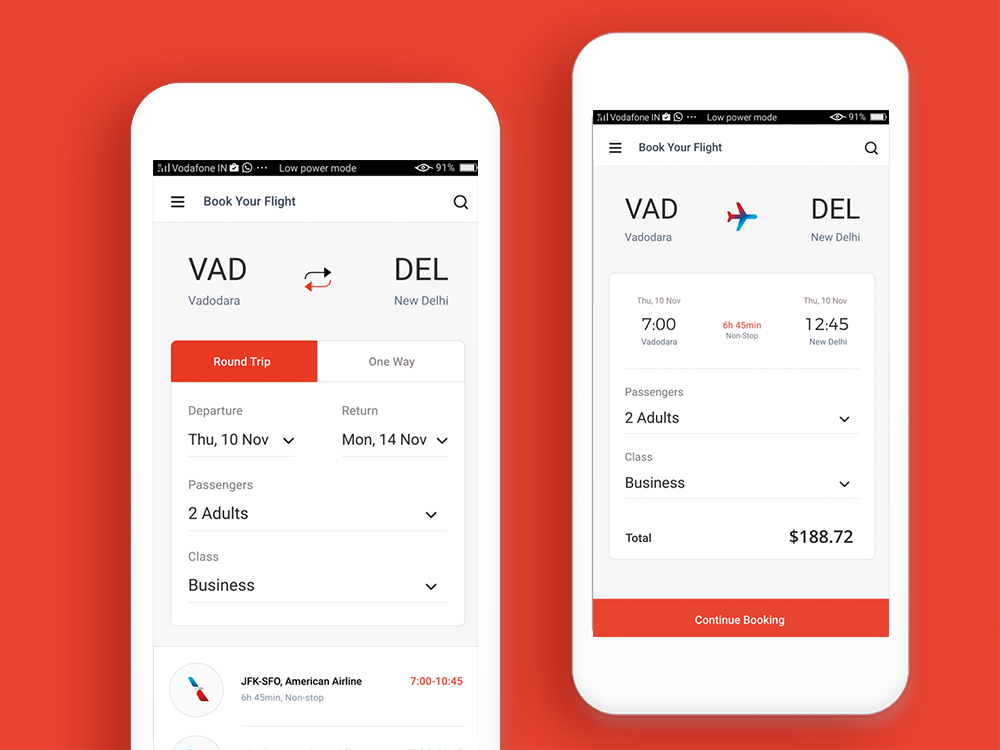 Vodafone IN ... Low power mode 91%
Book Your Flight
VAD DEL
Vadodara New Delhi
Round Trip One Way
Departure Return
Thu, 10 Nov Mon, 14 Nov
Passengers
2 Adults
Class
Business
JFK-SFO, American Airline 7:00-10:45
6h 45min, Non-stop
Vodafone IN ... Low power mode 91%
Book Your Flight
VAD DEL
Vadodara New Delhi
Thu, 10 Nov Thu, 10 Nov
7:00 6h 45min 12:45
Vadodara Non-Stop New Delhi
Passengers
2 Adults
Class
Business
Total $188.72
Continue Booking